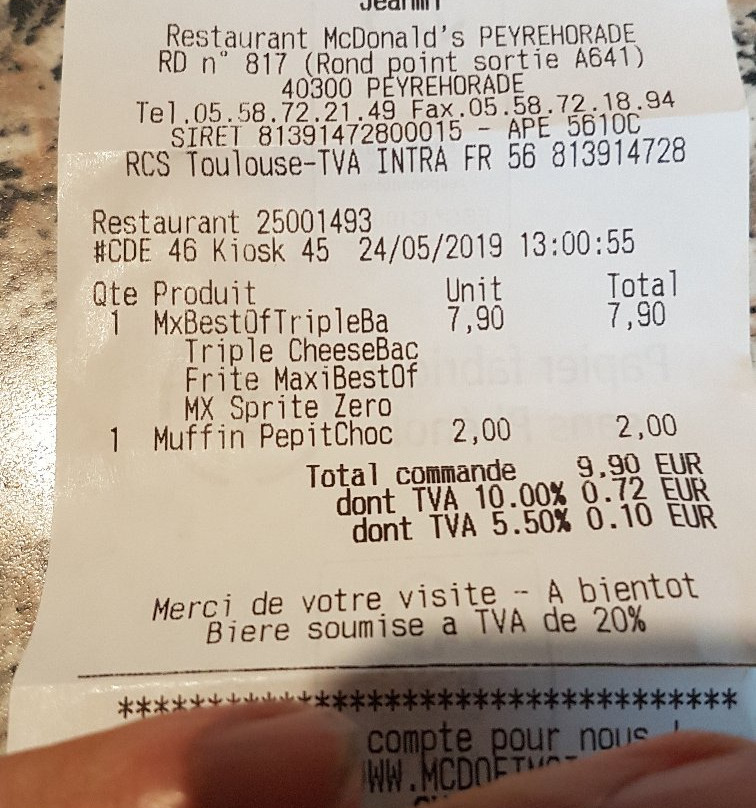 Restaurant McDonald's PEYREHORADE
RD n° 817 (Rond point sortie A641)
40300 PEYREHORADE
Tel.05.58.72.21.49 Fax.05.58.72.18.94
SIRET 81391472800015 - APE 5610C
RCS Toulouse-TVA INTRA FR 56 813914728
Restaurant 25001493
#CDE 46 Kiosk 45 24/05/2019 13:00:55
Qte Produit Unit Total
1 MxBestOfTripleBa 7,90 7,90
Triple CheeseBac
Frite MaxiBestOf
MX Sprite Zero
1 Muffin PepitChoc 2,00 2,00
Total commande 9.90 EUR
dont TVA 10.00% 0.72 EUR
dont TVA 5.50% 0.10 EUR
Merci de votre visite - A bientot
Biere soumise a TVA de 20%
****************************************
compte pour nous !